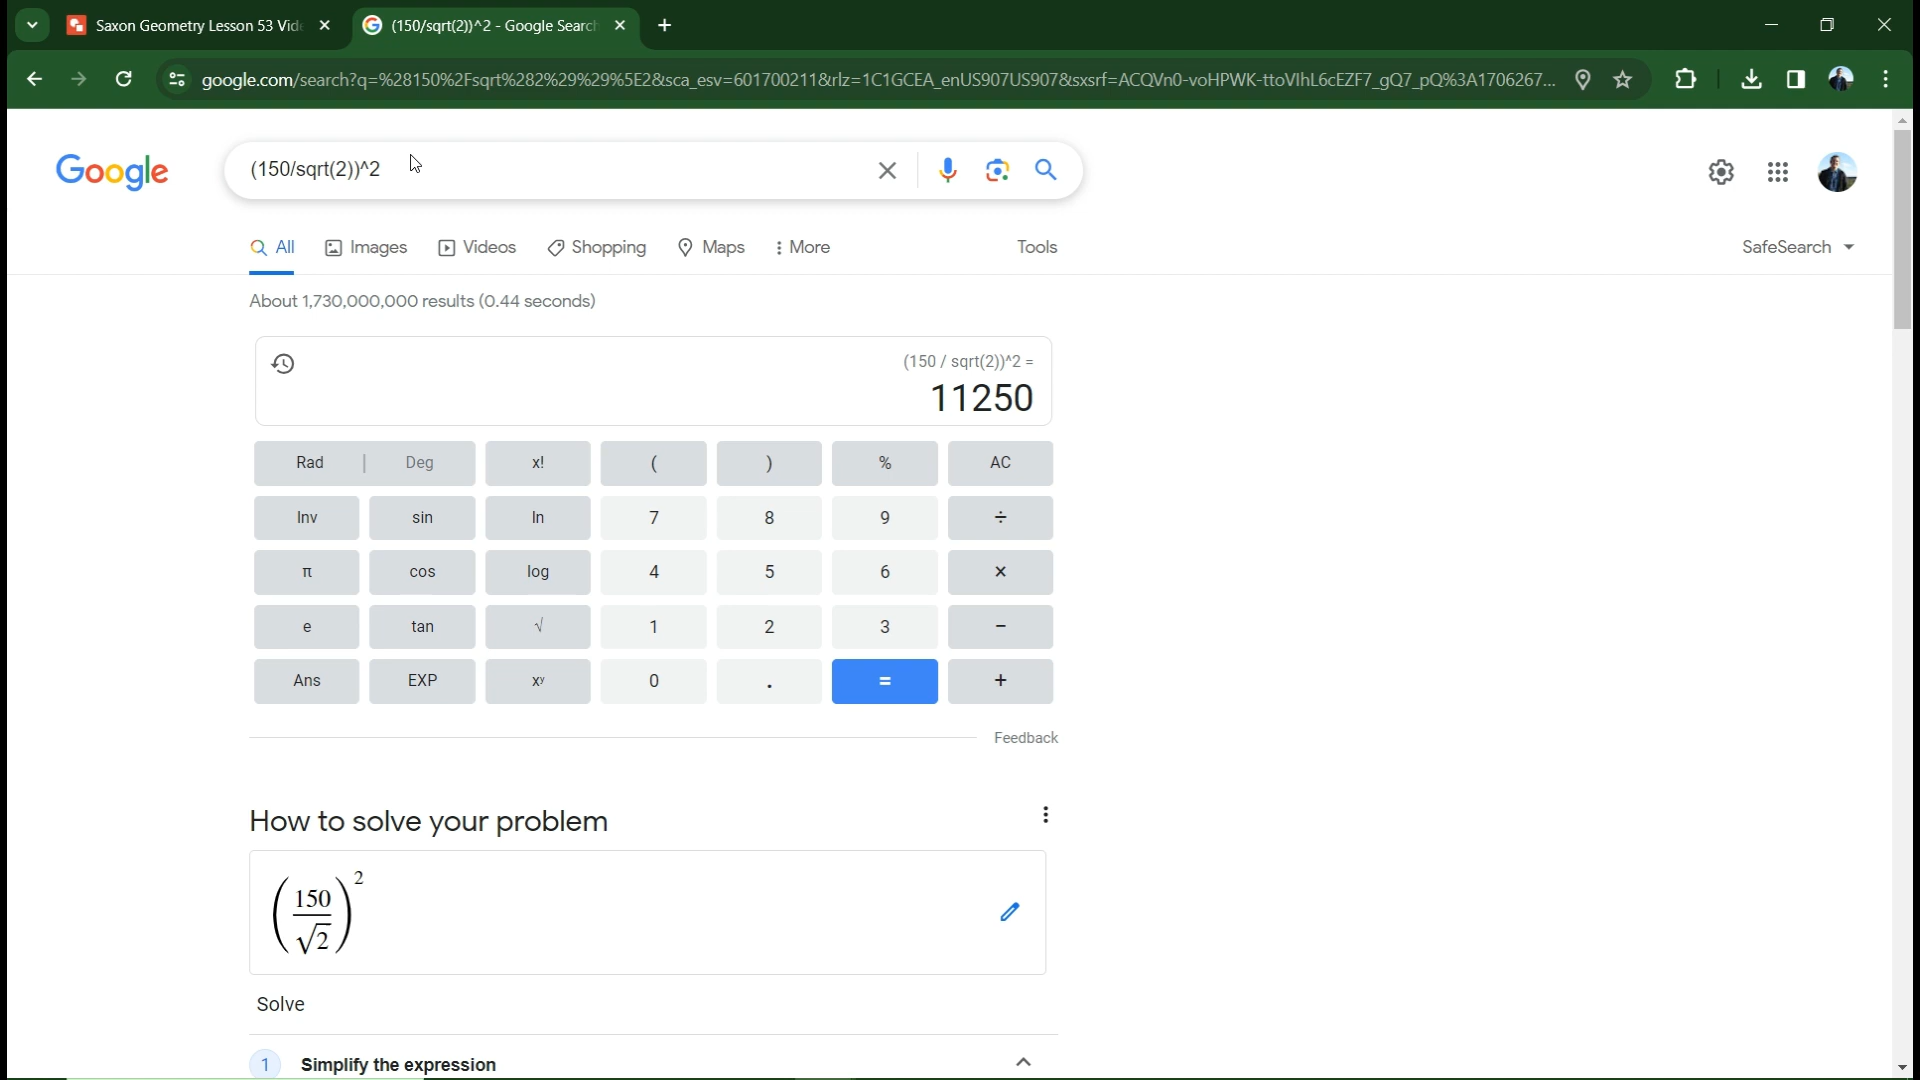 Saxon Geometry Lesson 53 Vid
(150/sqrt(2))^2 - Google Search
google.com/search?q=%28150%2Fsqrt%282%29%29%5E2&sca_esv=601700211&rlz=1C1GCEA_enUS907US907&sxsrf=ACQVn0-voHPWK-ttoVIhL6cEZF7_gQ7_pQ%3A1706267...
Google
(150/sqrt(2))^2
All Images Videos Shopping Maps More Tools SafeSearch
About 1,730,000,000 results (0.44 seconds)
(150 / sqrt(2))^2 =
11250
Rad | Deg x! ( ) % AC
Inv sin ln 7 8 9 ÷
π cos log 4 5 6 ×
e tan √ 1 2 3 −
Ans EXP xʸ 0 . = +
Feedback
How to solve your problem
(150/√2)²
Solve
1 Simplify the expression